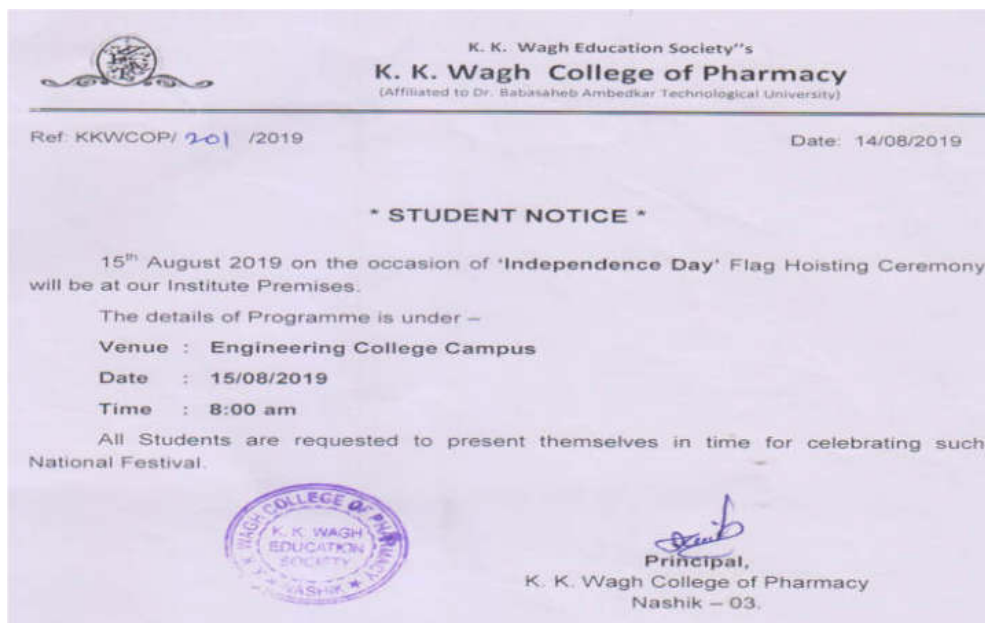 K. K. Wagh Education Society''s
K. K. Wagh College of Pharmacy
(Affiliated to Dr. Babasaheb Ambedkar Technological University)
Ref: KKWCOP/ 201 /2019 Date: 14/08/2019
* STUDENT NOTICE *
15th August 2019 on the occasion of 'Independence Day' Flag Hoisting Ceremony
will be at our Institute Premises.
The details of Programme is under –
Venue : Engineering College Campus
Date : 15/08/2019
Time : 8:00 am
All Students are requested to present themselves in time for celebrating such
National Festival.
K. K. WAGH COLLEGE OF PHARMACY
K. K. WAGH
EDUCATION
SOCIETY
* NASHIK *
Principal,
K. K. Wagh College of Pharmacy
Nashik – 03.